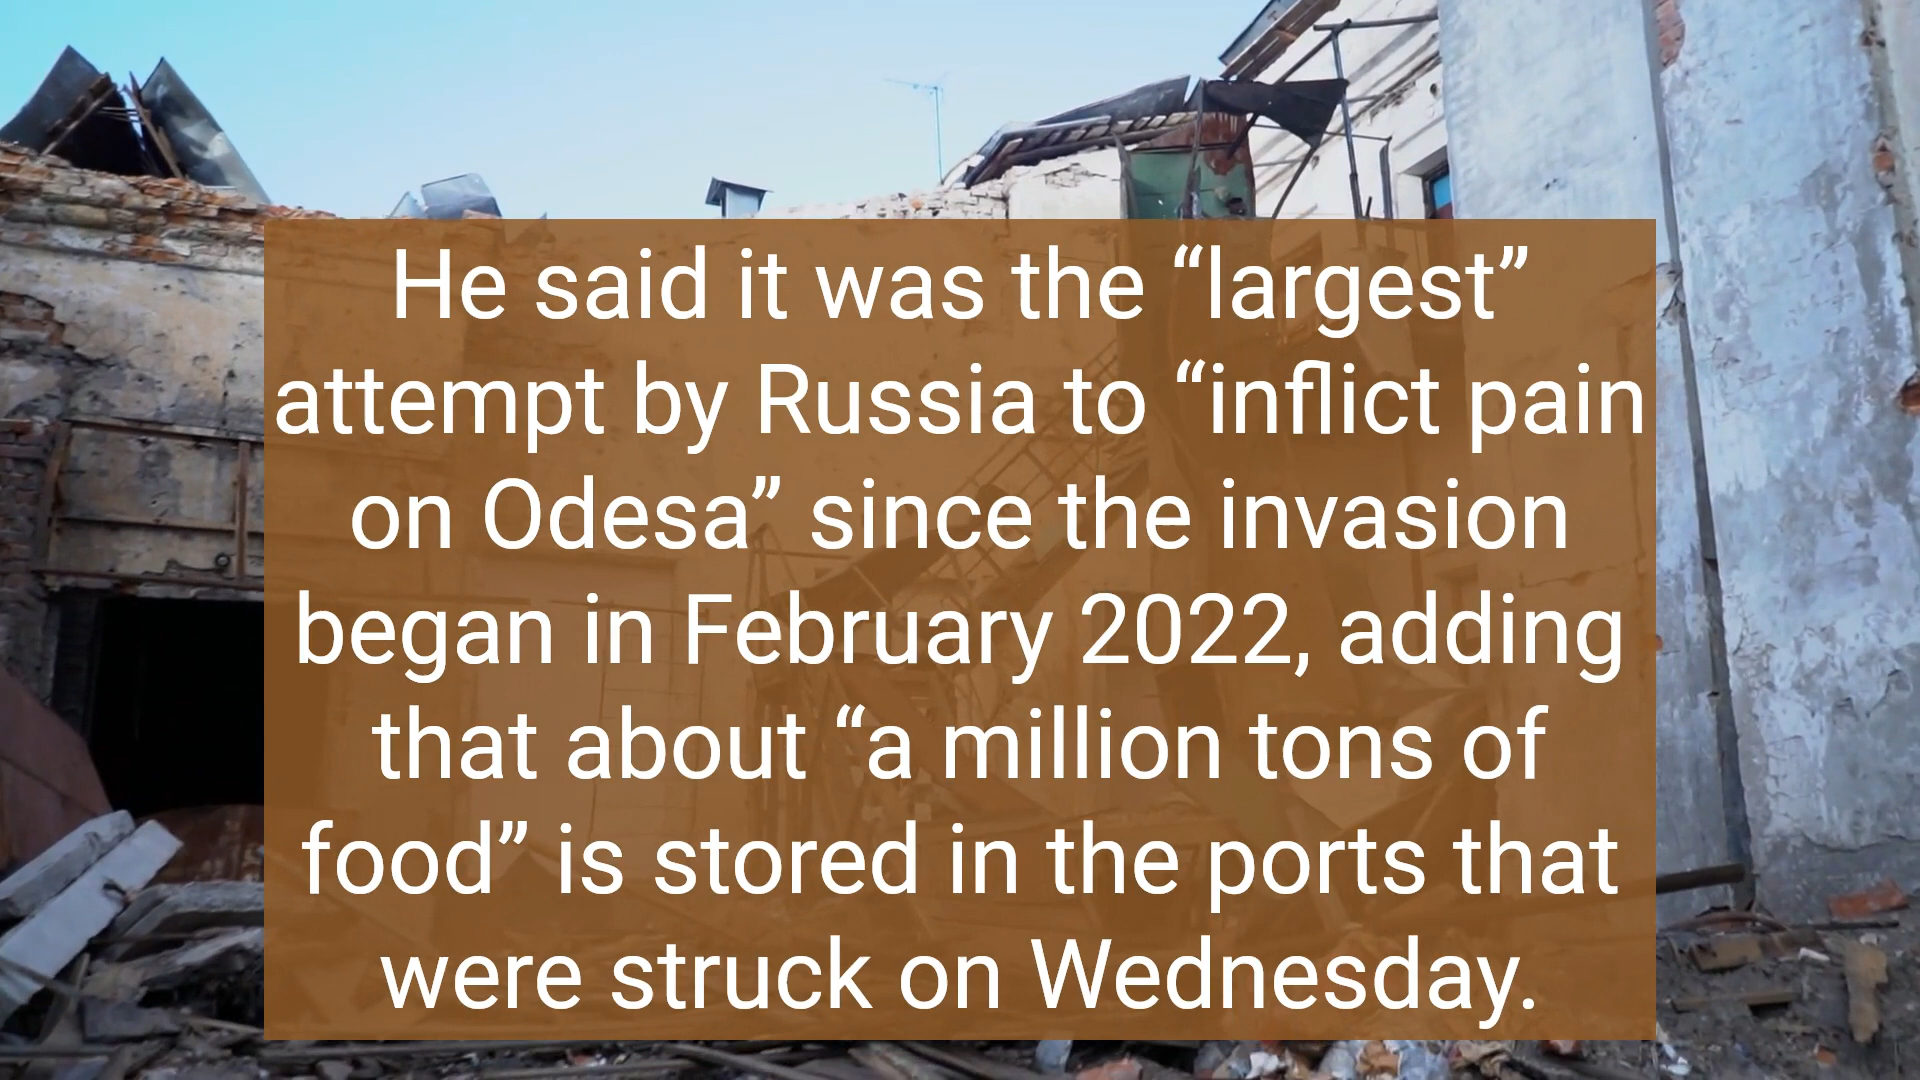 He said it was the “largest”
attempt by Russia to “inflict pain
on Odesa” since the invasion
began in February 2022, adding
that about “a million tons of
food” is stored in the ports that
were struck on Wednesday.